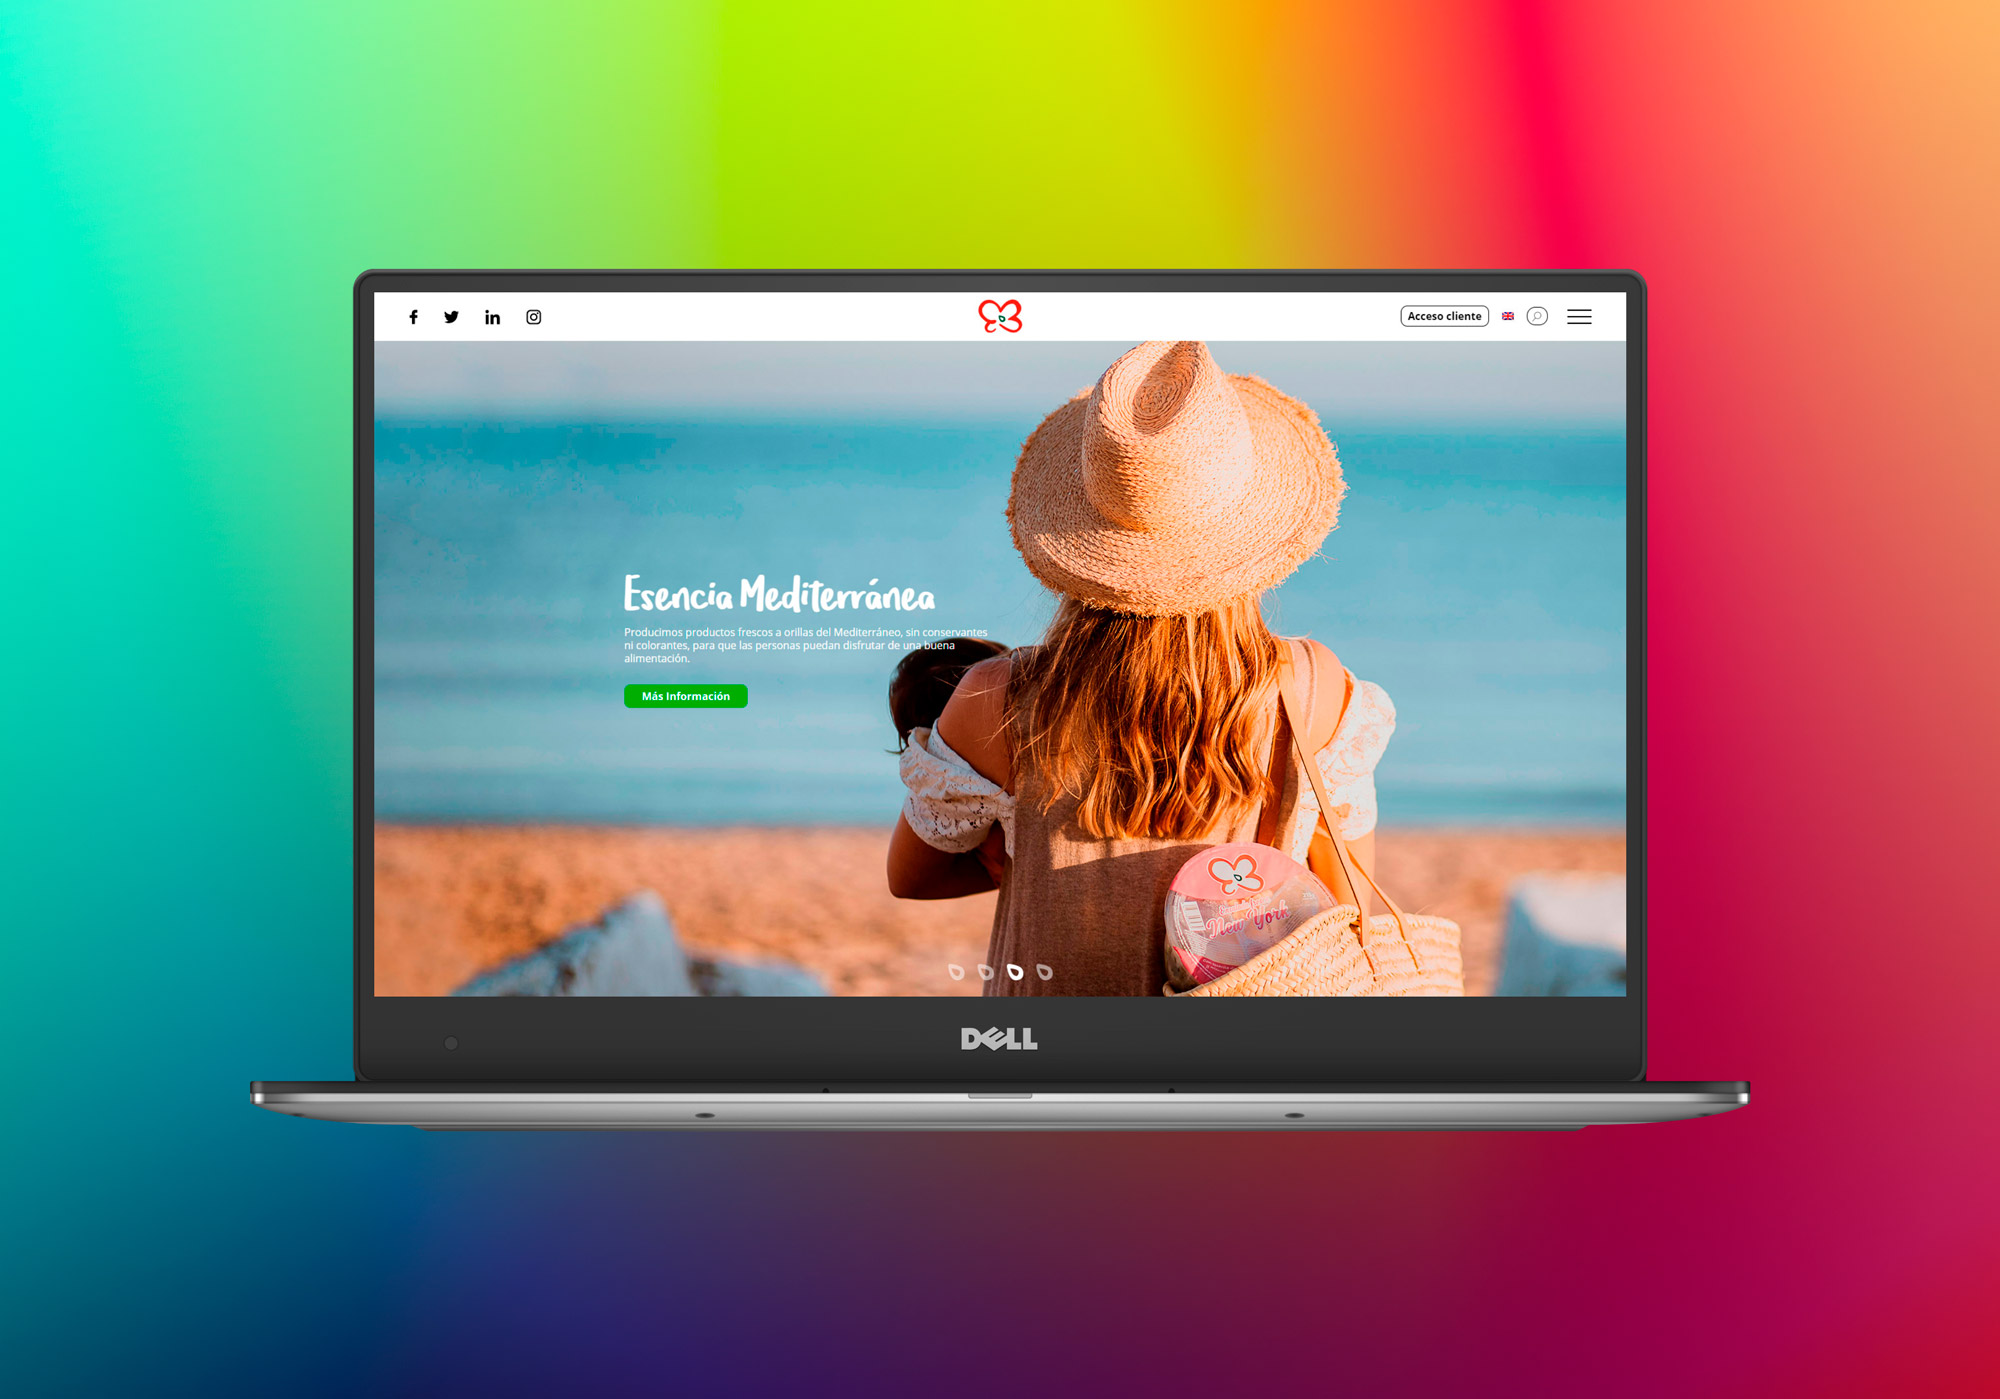 Acceso cliente
Esencia Mediterránea
Producimos productos frescos a orillas del Mediterráneo, sin conservantes
ni colorantes, para que las personas puedan disfrutar de una buena
alimentación.
Más Información
New York
DELL